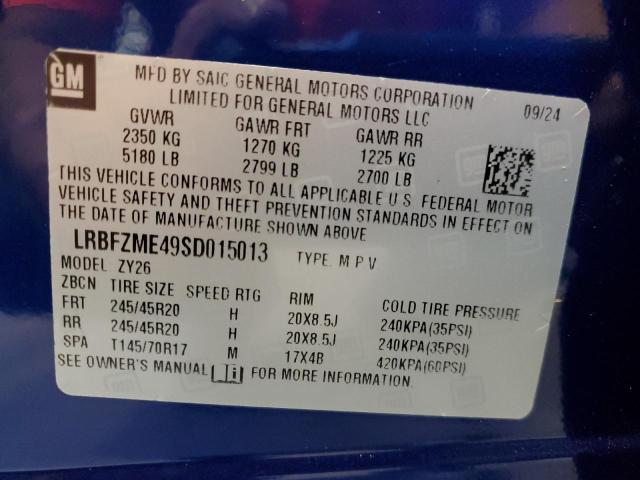 GM
MFD BY SAIC GENERAL MOTORS CORPORATION
LIMITED FOR GENERAL MOTORS LLC
09/24
GVWR GAWR FRT GAWR RR
2350 KG 1270 KG 1225 KG
5180 LB 2799 LB 2700 LB
THIS VEHICLE CONFORMS TO ALL APPLICABLE U S FEDERAL MOTOR
VEHICLE SAFETY AND THEFT PREVENTION STANDARDS IN EFFECT ON
THE DATE OF MANUFACTURE SHOWN ABOVE
LRBFZME49SD015013 TYPE: M P V
MODEL ZY26
ZBCN TIRE SIZE SPEED RTG RIM COLD TIRE PRESSURE
FRT 245/45R20 H 20X8.5J 240KPA(35PSI)
RR 245/45R20 H 20X8.5J 240KPA(35PSI)
SPA T145/70R17 M 17X4B 420KPA(60PSI)
SEE OWNER'S MANUAL i FOR MORE INFORMATION.